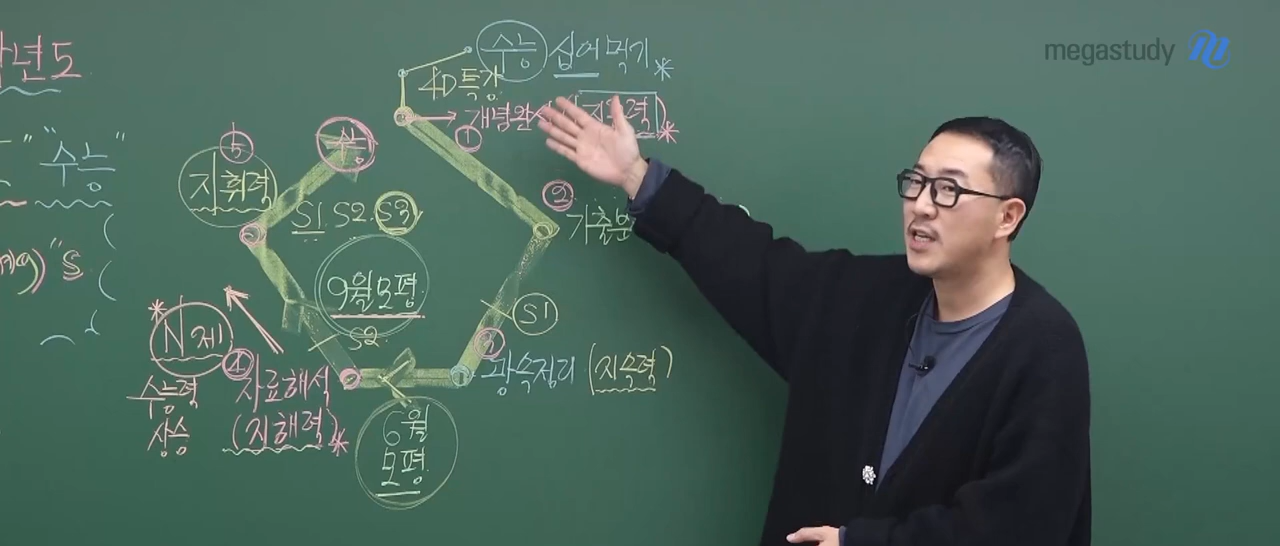 megastudy
수능 씹어먹기 *
4D특강
① 개념완성 *
② 기출분
S1
③ 광속정리 (지속력)
6월
모평
④ 자료해석
(지해력) *
* N제
수능력
상승
S2
9월모평
S1. S2. S3
⑤
지휘력
수능
학년5
" "수능
"S